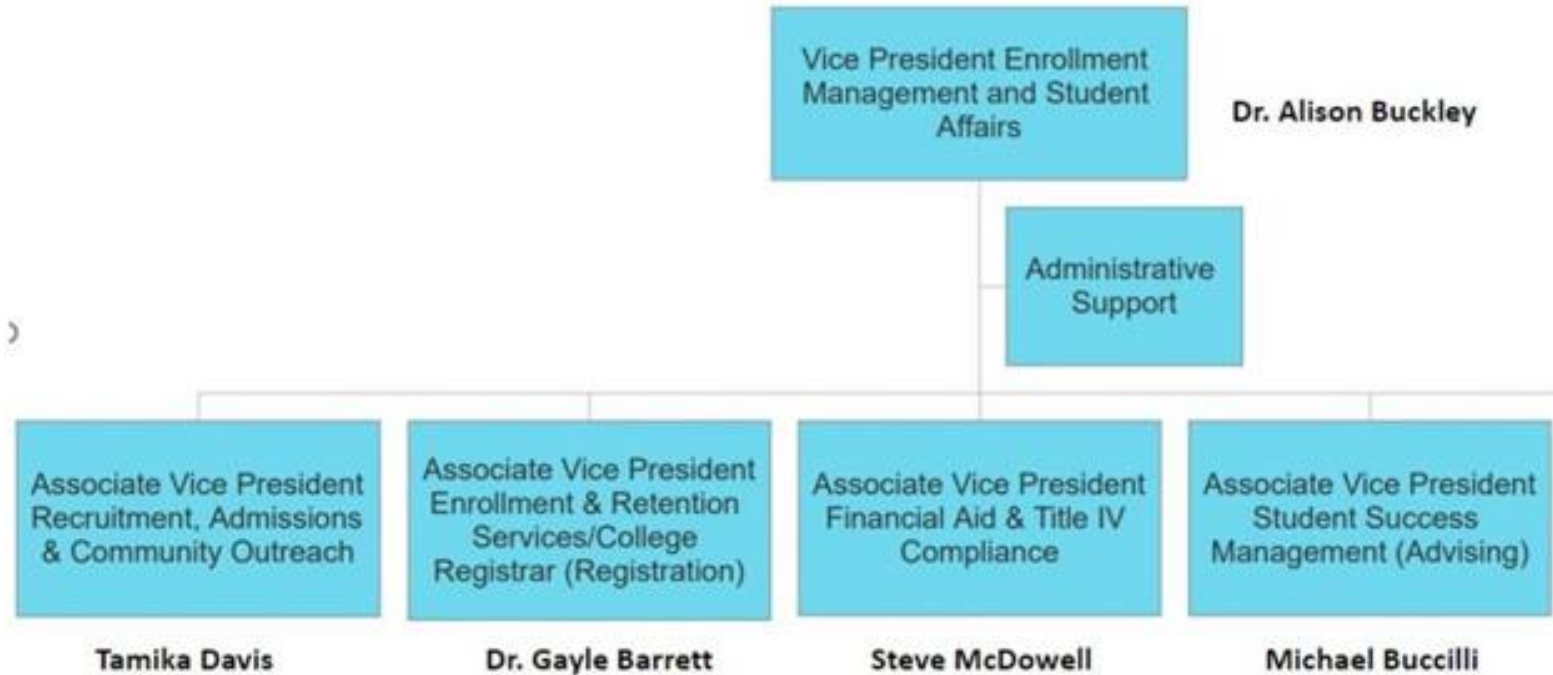 Vice President Enrollment
Management and Student
Affairs
Dr. Alison Buckley
Administrative
Support
Associate Vice President
Recruitment, Admissions
& Community Outreach
Tamika Davis
Associate Vice President
Enrollment & Retention
Services/College
Registrar (Registration)
Dr. Gayle Barrett
Associate Vice President
Financial Aid & Title IV
Compliance
Steve McDowell
Associate Vice President
Student Success
Management (Advising)
Michael Buccilli